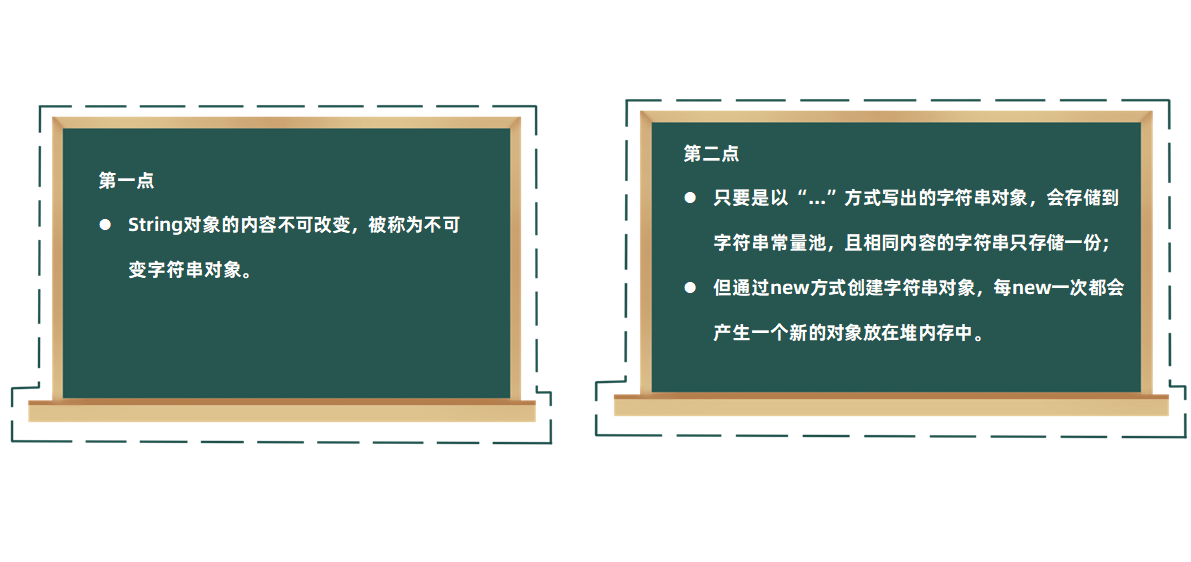 第一点
● String对象的内容不可改变，被称为不可
变字符串对象。
第二点
● 只要是以“...”方式写出的字符串对象，会存储到
字符串常量池，且相同内容的字符串只存储一份；
● 但通过new方式创建字符串对象，每new一次都会
产生一个新的对象放在堆内存中。